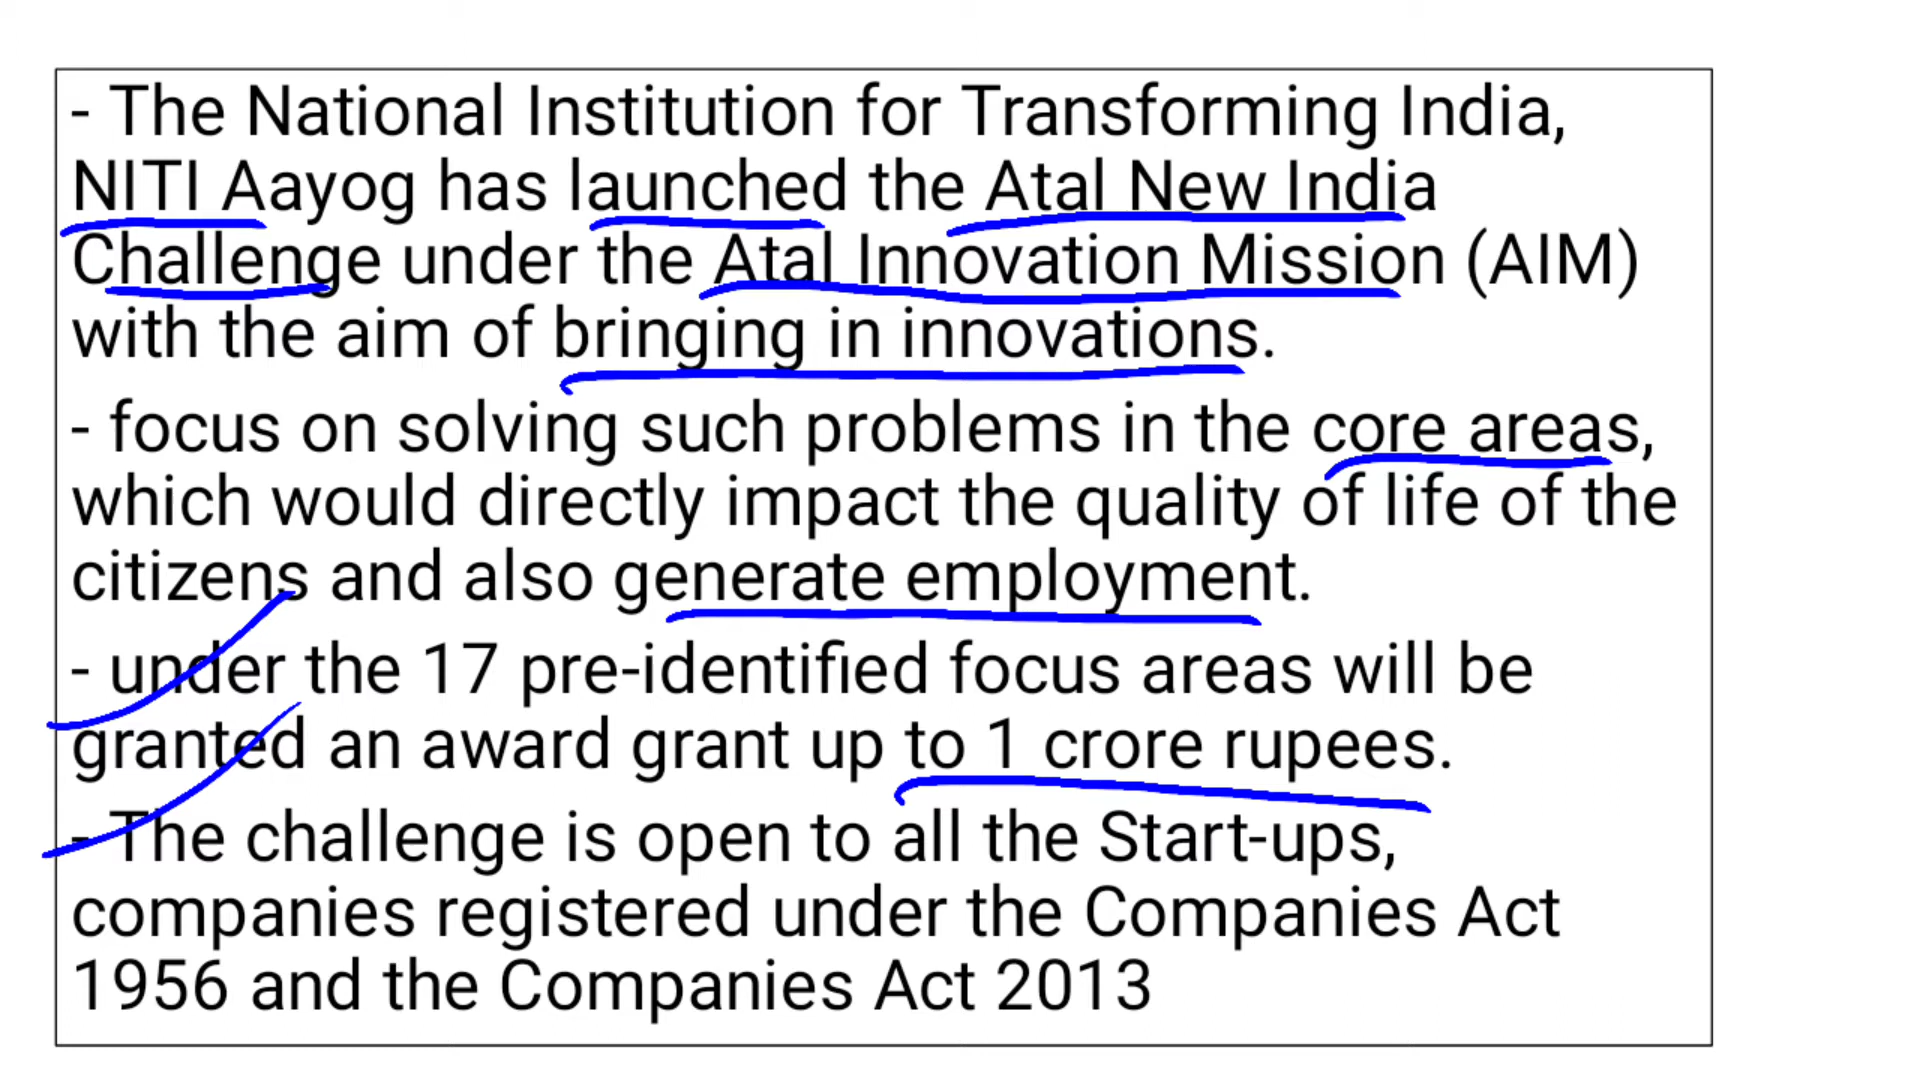 - The National Institution for Transforming India,
NITI Aayog has launched the Atal New India
Challenge under the Atal Innovation Mission (AIM)
with the aim of bringing in innovations.
- focus on solving such problems in the core areas,
which would directly impact the quality of life of the
citizens and also generate employment.
- under the 17 pre-identified focus areas will be
granted an award grant up to 1 crore rupees.
- The challenge is open to all the Start-ups,
companies registered under the Companies Act
1956 and the Companies Act 2013